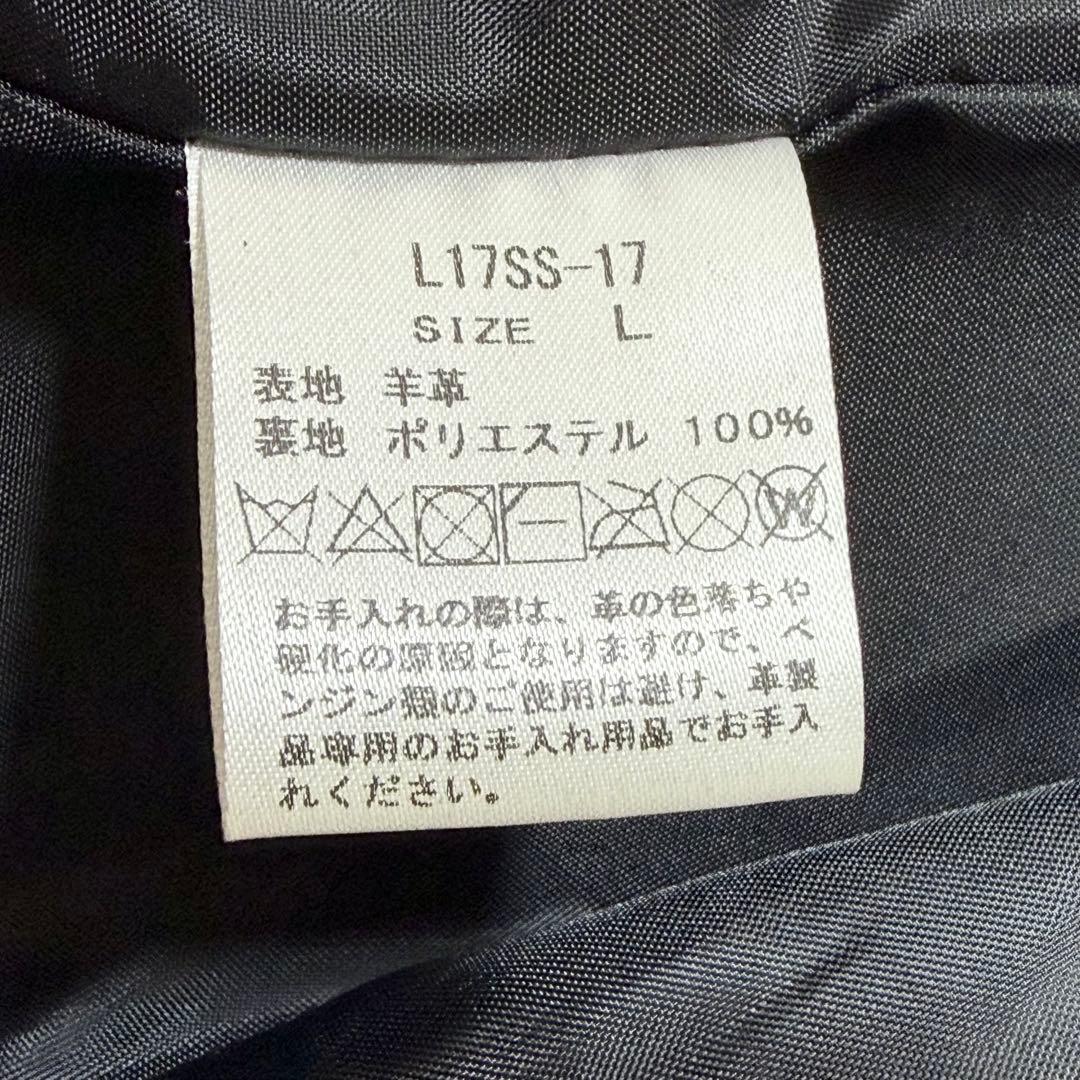 L17SS-17
SIZE L
表地 羊革
裏地 ポリエステル 100%
W
お手入れの際は、革の色落ちや
硬化の原因となりますので、ベ
ンジン類のご使用は避け、革製
品専用のお手入れ用品でお手入
れください。